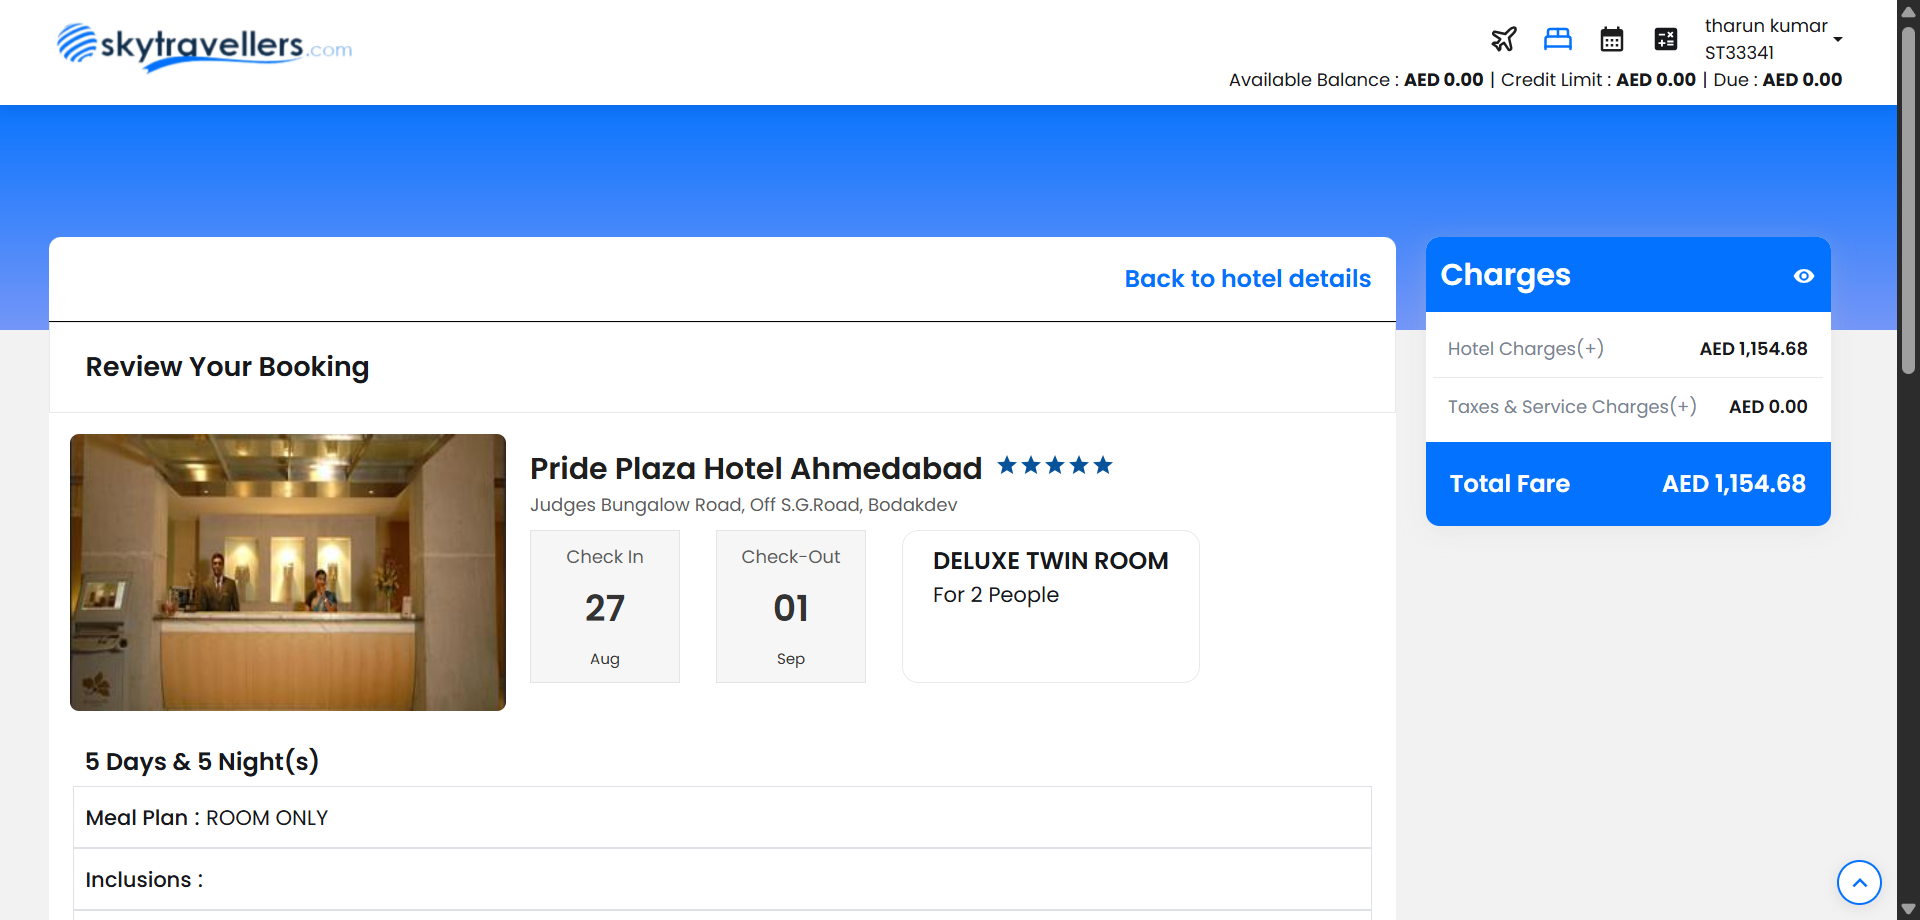 skytravellers.com
tharun kumar
ST33341
Available Balance : AED 0.00 | Credit Limit : AED 0.00 | Due : AED 0.00
Back to hotel details
Review Your Booking
Pride Plaza Hotel Ahmedabad
Judges Bungalow Road, Off S.G.Road, Bodakdev
Check In
27
Aug
Check-Out
01
Sep
DELUXE TWIN ROOM
For 2 People
5 Days & 5 Night(s)
Meal Plan : ROOM ONLY
Inclusions :
Charges
Hotel Charges(+) AED 1,154.68
Taxes & Service Charges(+) AED 0.00
Total Fare AED 1,154.68